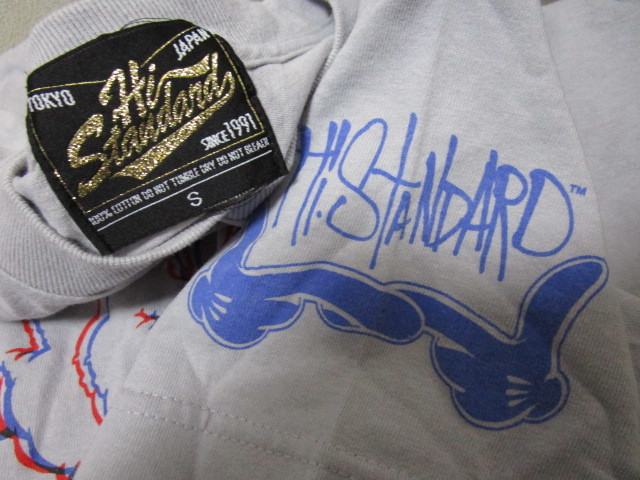 TOKYO
JAPAN
Hi
Standard
SINCE 1991
100% COTTON DO NOT TUMBLE DRY DO NOT BLEACH
S
Hi-STANDARD™